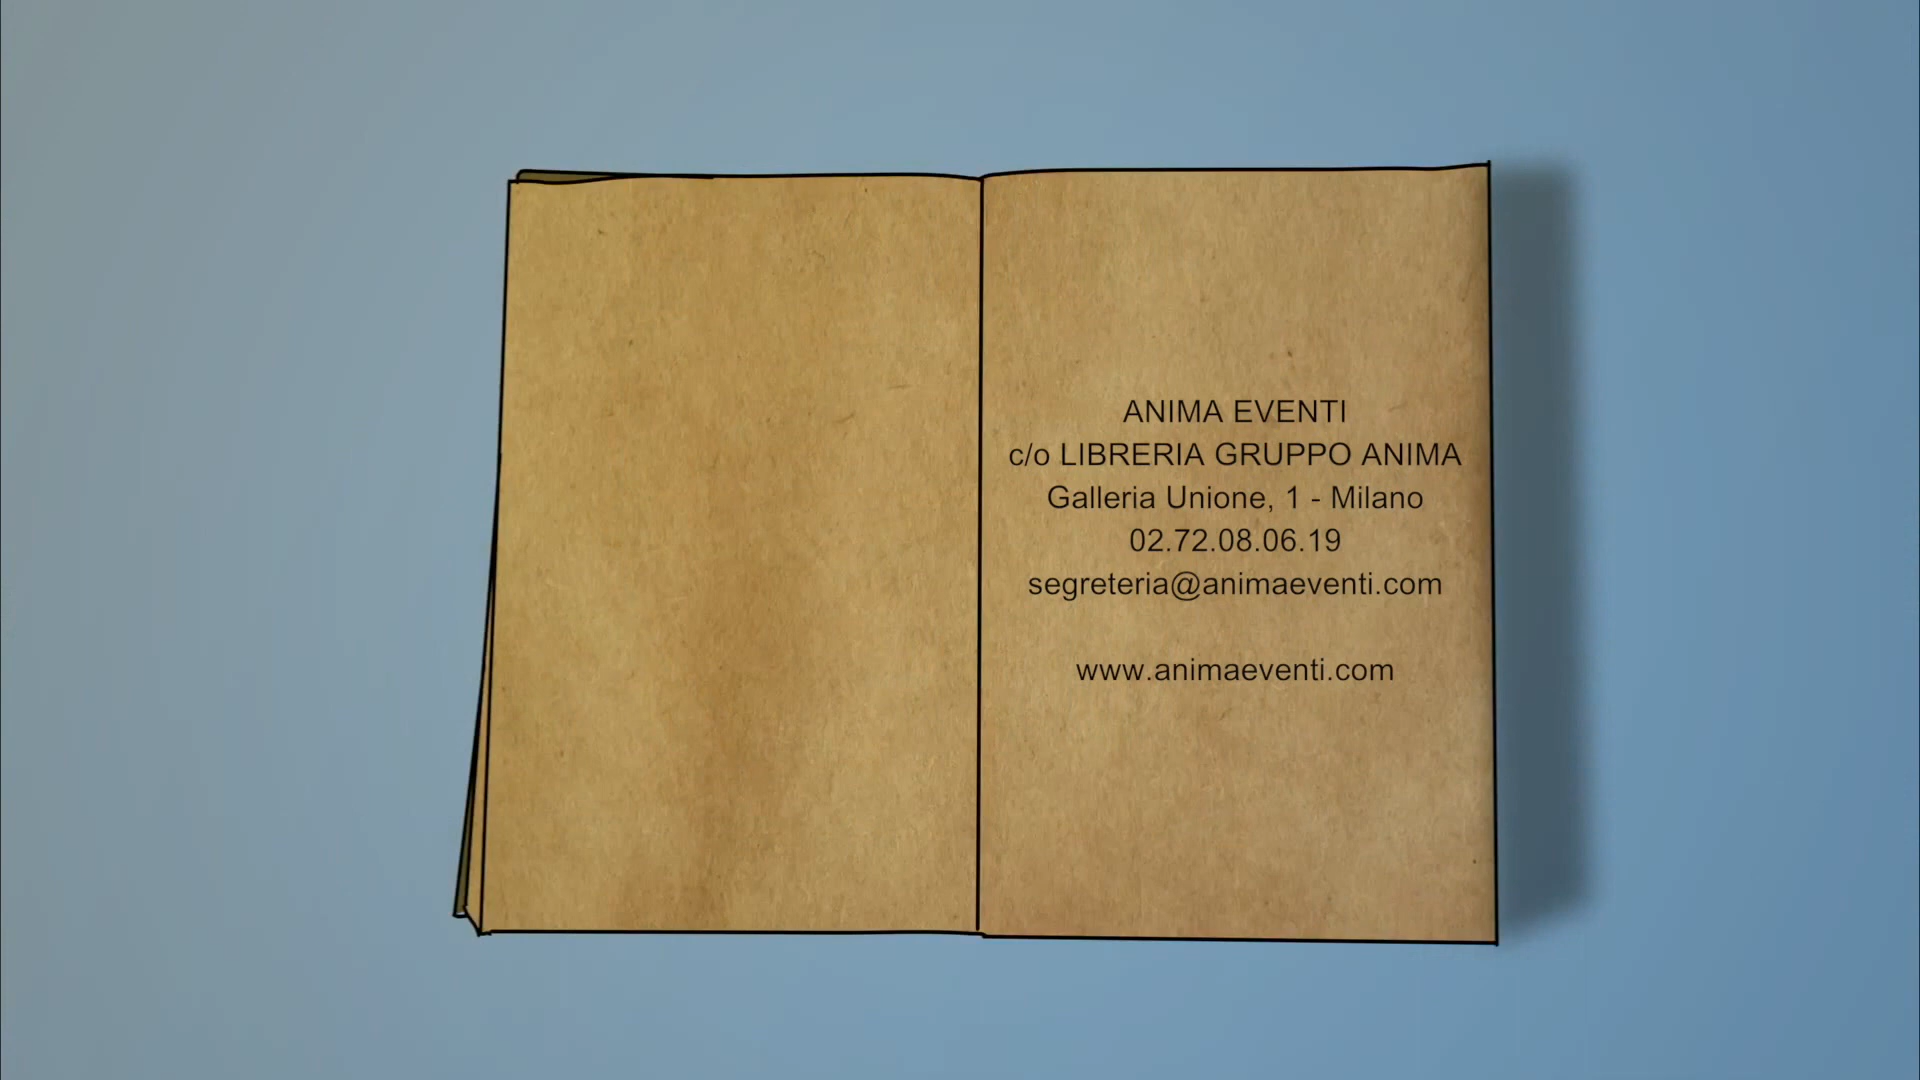 ANIMA EVENTI
c/o LIBRERIA GRUPPO ANIMA
Galleria Unione, 1 - Milano
02.72.08.06.19
segreteria@animaeventi.com
www.animaeventi.com